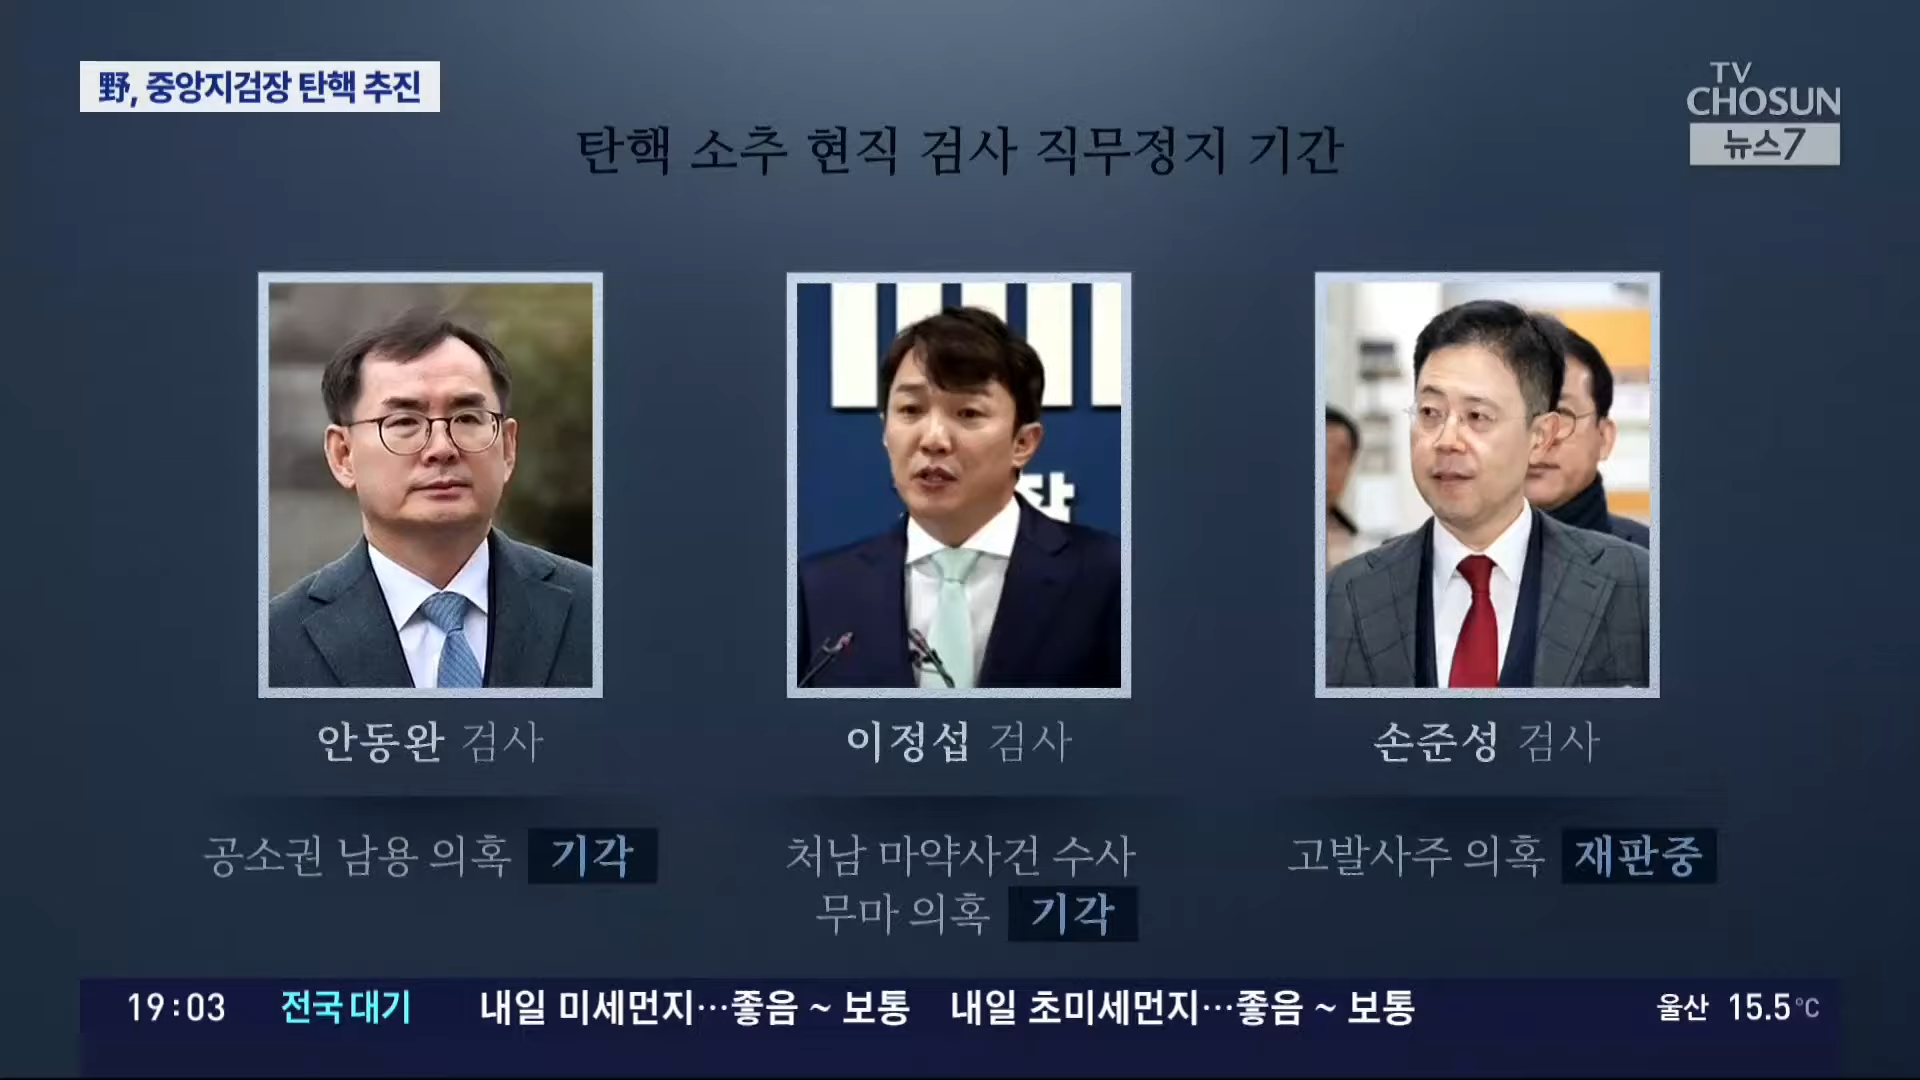 野, 중앙지검장 탄핵 추진
TV
CHOSUN
뉴스7
탄핵 소추 현직 검사 직무정지 기간
장
안동완 검사
이정섭 검사
손준성 검사
공소권 남용 의혹 기각
처남 마약사건 수사
무마 의혹 기각
고발사주 의혹 재판중
19:03 전국 대기 내일 미세먼지···좋음 ~ 보통 내일 초미세먼지···좋음 ~ 보통 울산 15.5°C